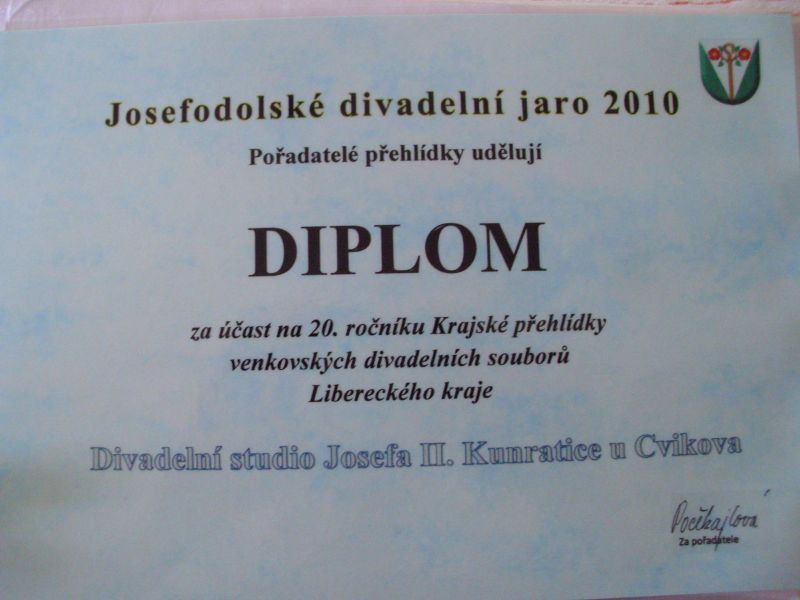 Josefodolské divadelní jaro 2010
Pořadatelé přehlídky udělují
DIPLOM
za účast na 20. ročníku Krajské přehlídky
venkovských divadelních souborů
Libereckého kraje
Divadelní studio Josefa II. Kunratice u Cvikova
Počkajlová
Za pořadatele